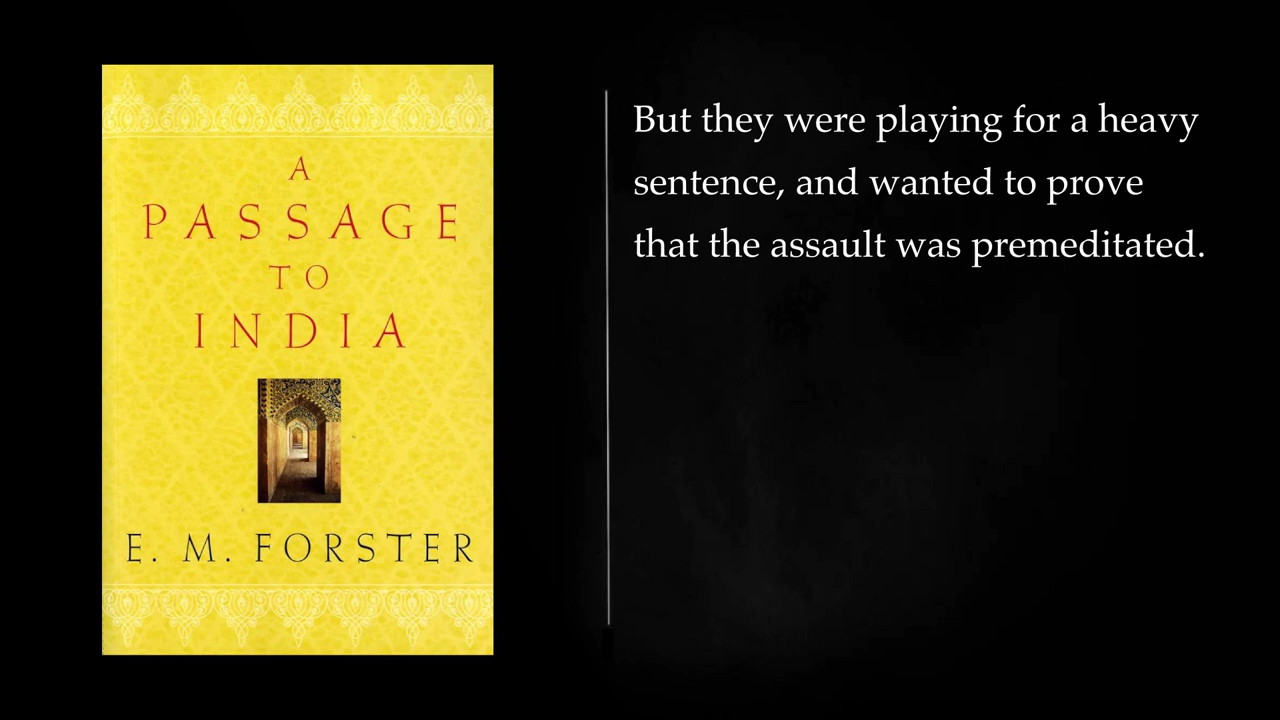 A
PASSAGE
TO
INDIA
E. M. FORSTER
But they were playing for a heavy
sentence, and wanted to prove
that the assault was premeditated.